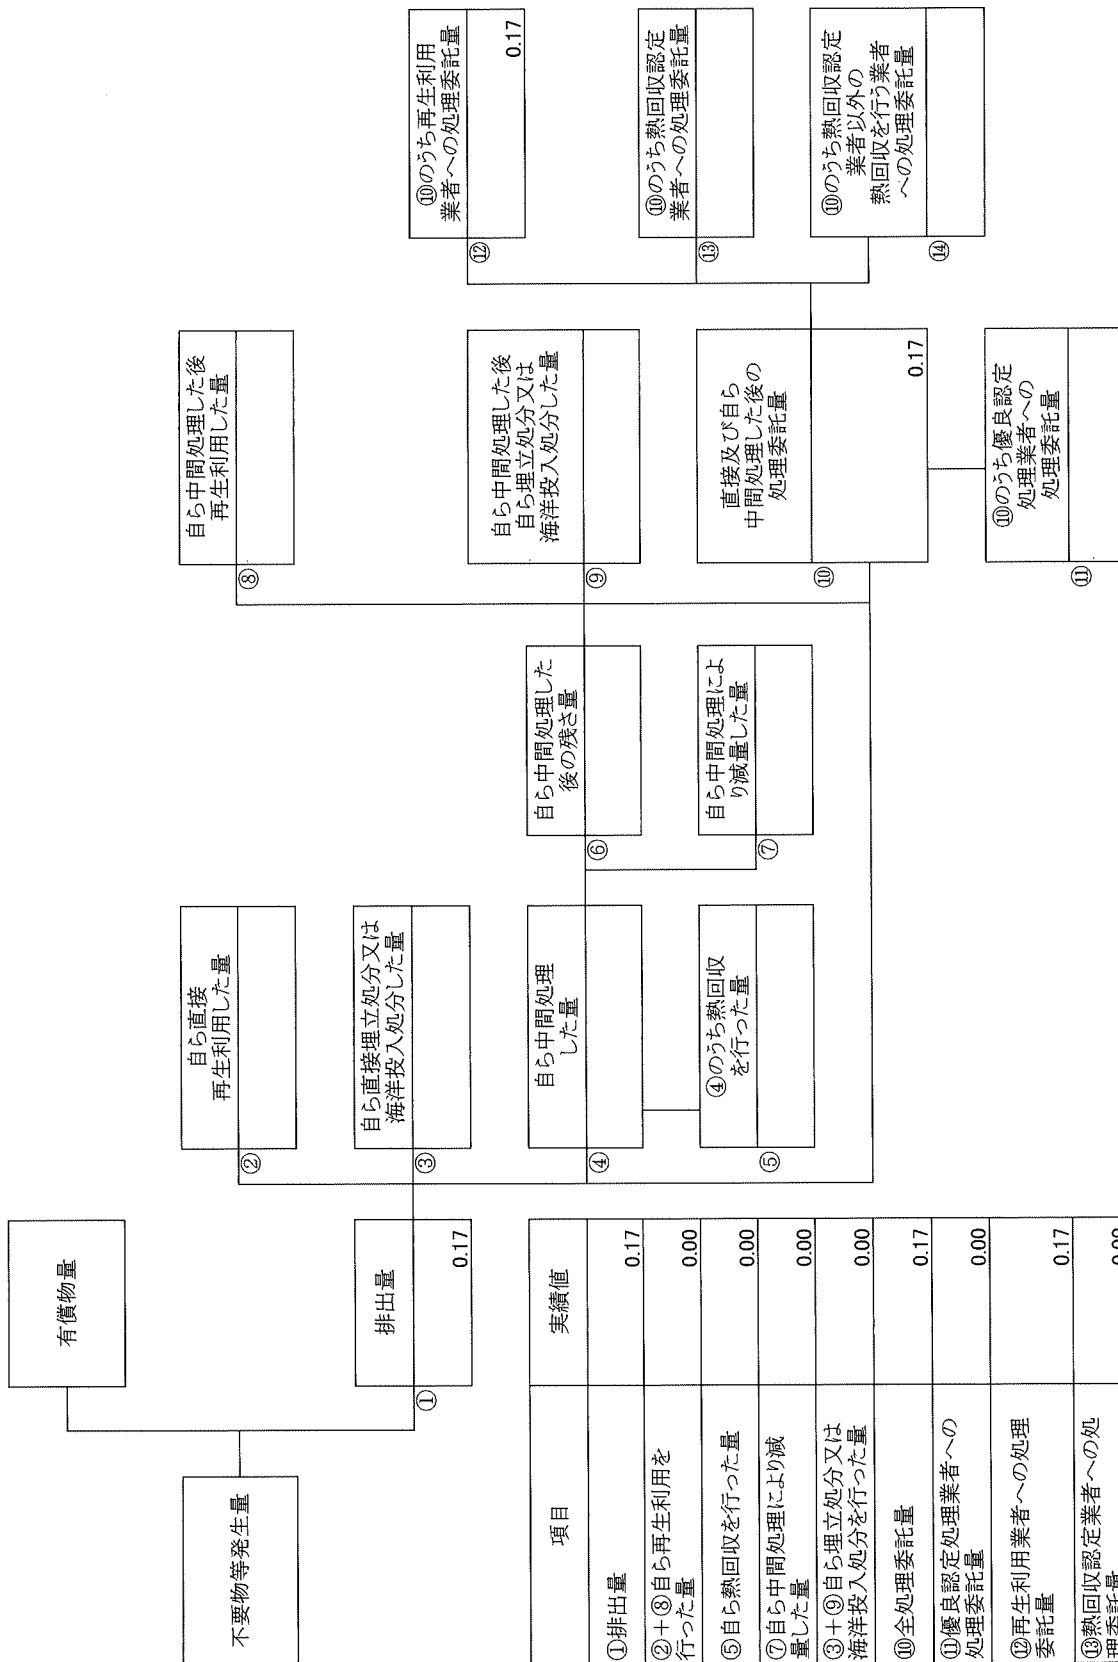 不要物等発生量
有償物量
排出量
①
0.17
②
自ら直接
再生利用した量
③
自ら直接埋立処分又は
海洋投入処分した量
④
自ら中間処理
した量
⑤
④のうち熱回収
を行った量
⑥
自ら中間処理した
後の残さ量
⑦
自ら中間処理によ
り減量した量
⑧
自ら中間処理した後
再生利用した量
⑨
自ら中間処理した後
自ら埋立処分又は
海洋投入処分した量
⑩
直接及び自ら
中間処理した後の
処理委託量
0.17
⑪
⑩のうち優良認定
処理業者への
処理委託量
⑫
⑩のうち再生利用
業者への処理委託量
0.17
⑬
⑩のうち熱回収認定
業者への処理委託量
⑭
⑩のうち熱回収認定
業者以外の
熱回収を行う業者
への処理委託量
項目 実績値
①排出量 0.17
②+⑧自ら再生利用を
行った量 0.00
⑤自ら熱回収を行った量 0.00
⑦自ら中間処理により減
量した量 0.00
③+⑨自ら埋立処分又は
海洋投入処分を行った量 0.00
⑩全処理委託量 0.17
⑪優良認定処理業者への
処理委託量 0.00
⑫再生利用業者への処理
委託量 0.17
⑬熱回収認定業者への処
理委託量 0.00